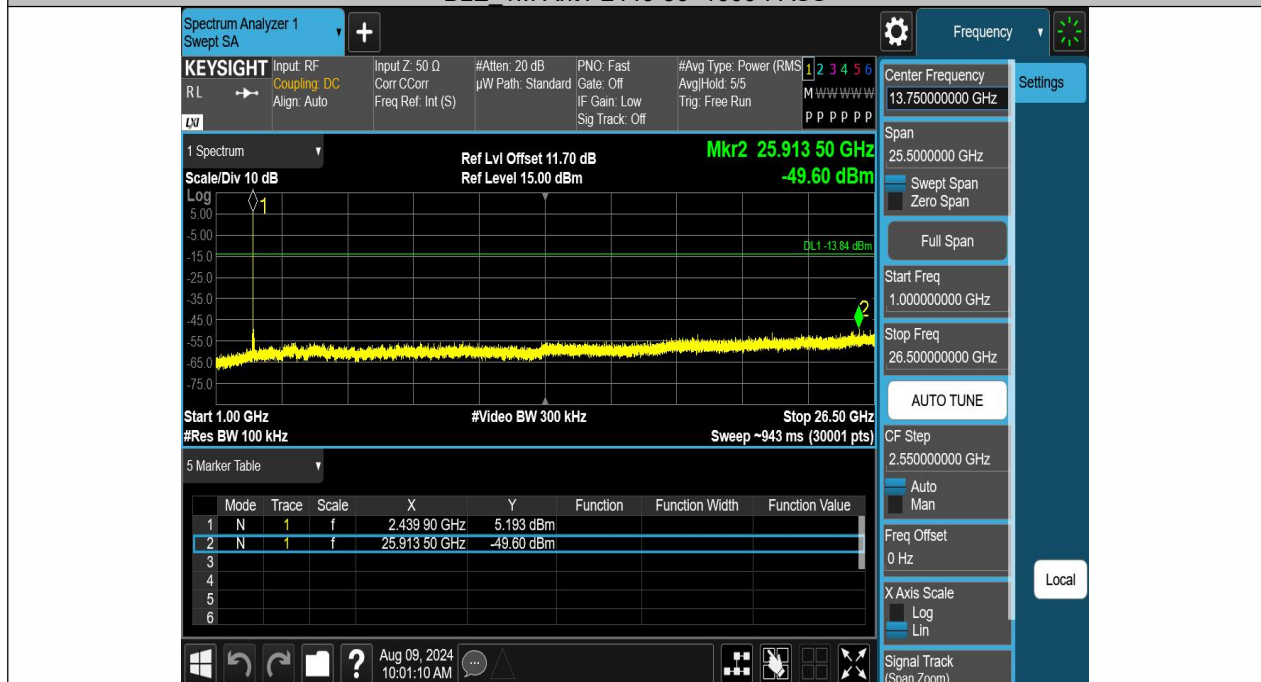 Spectrum Analyzer 1
Swept SA
Frequency
KEYSIGHT
RL
LXI
Input: RF
Coupling: DC
Align: Auto
Input Z: 50 Ω
Corr CCorr
Freq Ref: Int (S)
#Atten: 20 dB
µW Path: Standard
PNO: Fast
Gate: Off
IF Gain: Low
Sig Track: Off
#Avg Type: Power (RMS
Avg|Hold: 5/5
Trig: Free Run
1 2 3 4 5 6
M W W W W W
P P P P P P
1 Spectrum
Scale/Div 10 dB
Ref Lvl Offset 11.70 dB
Ref Level 15.00 dBm
Mkr2 25.913 50 GHz
-49.60 dBm
Log
1
5.00
-5.00
DL1 -13.84 dBm
-15.0
-25.0
-35.0
2
-45.0
-55.0
-65.0
-75.0
Start 1.00 GHz
#Video BW 300 kHz
Stop 26.50 GHz
#Res BW 100 kHz
Sweep ~943 ms (30001 pts)
5 Marker Table
Mode Trace Scale X Y Function Function Width Function Value
1 N 1 f 2.439 90 GHz 5.193 dBm
2 N 1 f 25.913 50 GHz -49.60 dBm
3
4
5
6
Aug 09, 2024
10:01:10 AM
Center Frequency
13.750000000 GHz
Settings
Span
25.5000000 GHz
Swept Span
Zero Span
Full Span
Start Freq
1.000000000 GHz
Stop Freq
26.500000000 GHz
AUTO TUNE
CF Step
2.550000000 GHz
Auto
Man
Freq Offset
0 Hz
X Axis Scale
Log
Lin
Local
Signal Track
(Span Zoom)